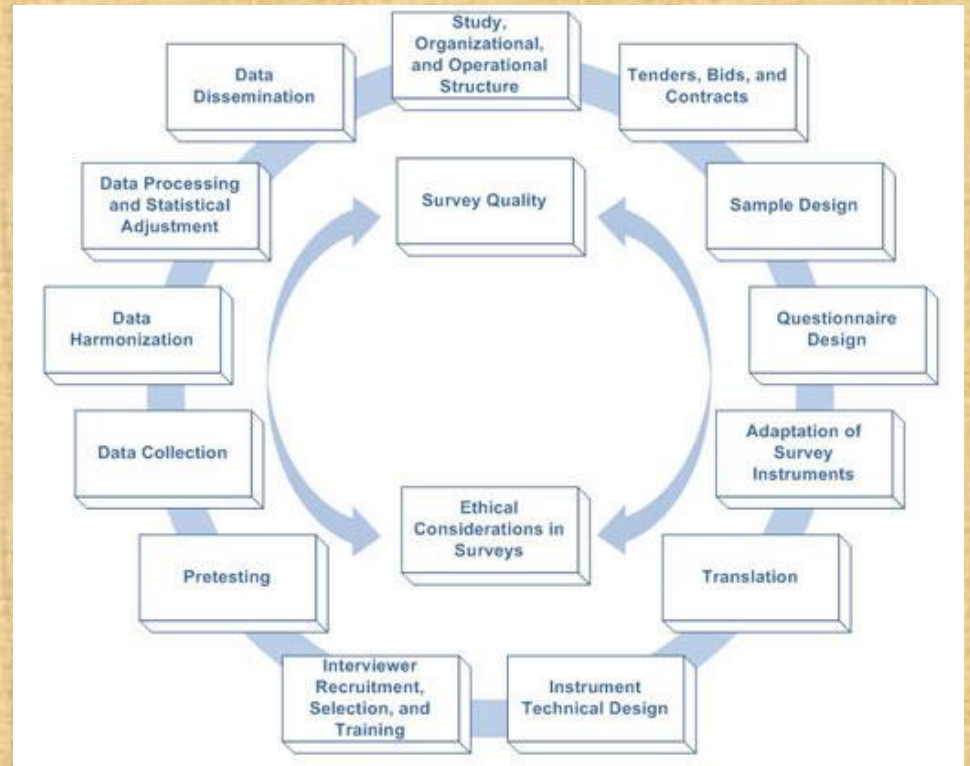 Study,
Organizational,
and Operational
Structure
Tenders, Bids, and
Contracts
Sample Design
Questionnaire
Design
Adaptation of
Survey
Instruments
Translation
Instrument
Technical Design
Interviewer
Recruitment,
Selection, and
Training
Pretesting
Data Collection
Data
Harmonization
Data Processing
and Statistical
Adjustment
Data
Dissemination
Survey Quality
Ethical
Considerations in
Surveys